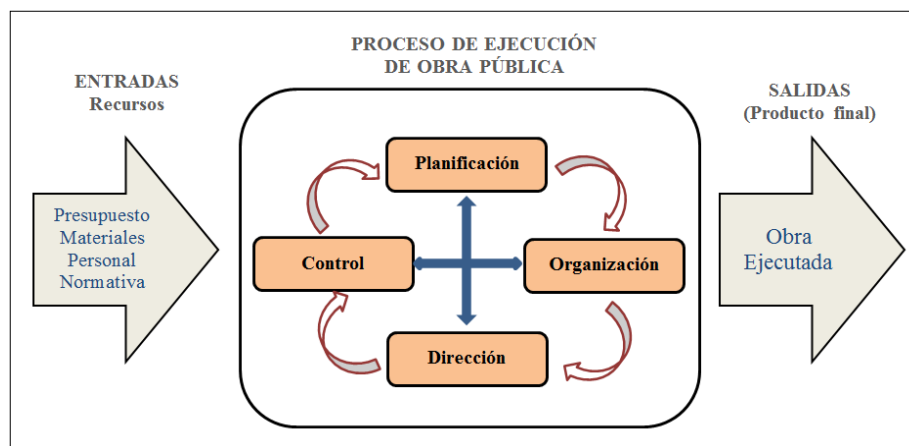 PROCESO DE EJECUCIÓN
DE OBRA PÚBLICA
ENTRADAS
Recursos
SALIDAS
(Producto final)
Planificación
Presupuesto
Materiales
Personal
Normativa
Control
Organización
Obra
Ejecutada
Dirección